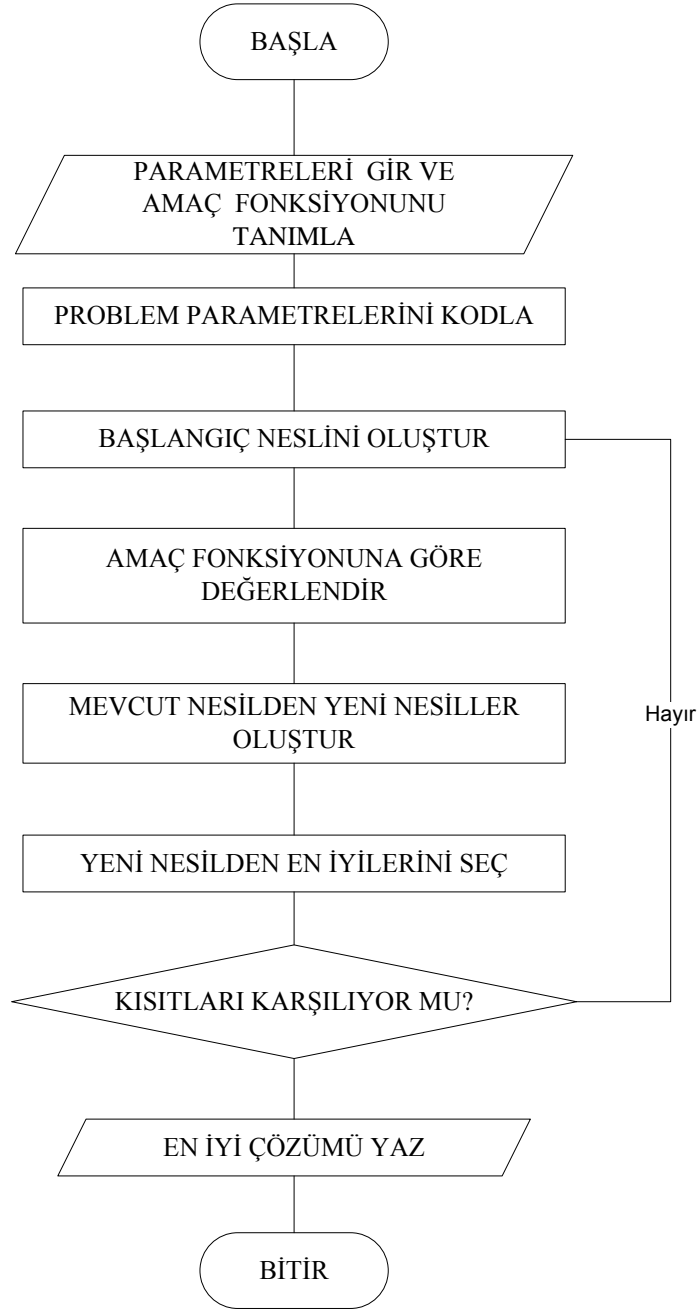 BAŞLA
PARAMETRELERİ GİR VE
AMAÇ FONKSİYONUNU
TANIMLA
PROBLEM PARAMETRELERİNİ KODLA
BAŞLANGIÇ NESLİNİ OLUŞTUR
AMAÇ FONKSİYONUNA GÖRE
DEĞERLENDİR
MEVCUT NESİLDEN YENİ NESİLLER
OLUŞTUR
Hayır
YENİ NESİLDEN EN İYİLERİNİ SEÇ
KISITLARI KARŞILIYOR MU?
EN İYİ ÇÖZÜMÜ YAZ
BİTİR